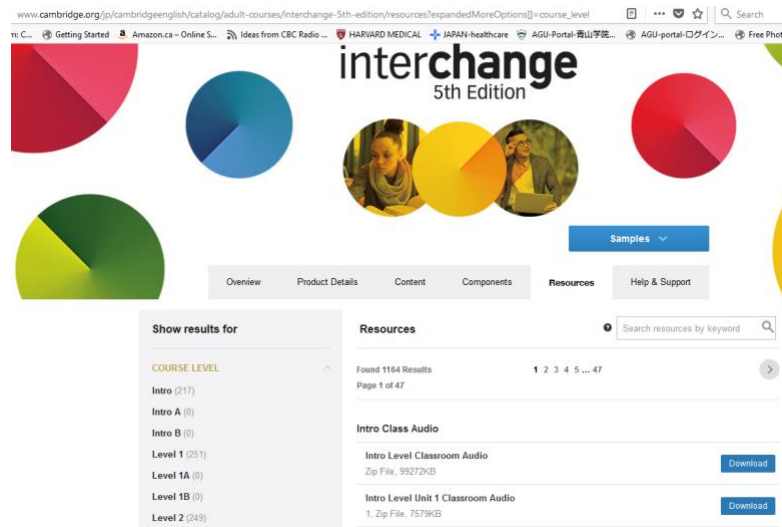 www.cambridge.org/jp/cambridgeenglish/catalog/adult-courses/interchange-5th-edition/resources?expandedMoreOptions[]=course_level
Search
m: C... Getting Started Amazon.ca – Online S... Ideas from CBC Radio ... HARVARD MEDICAL JAPAN-healthcare AGU-Portal-青山学院... AGU-portal-ログイン... Free Phot
interchange
5th Edition
Samples
Overview Product Details Content Components Resources Help & Support
Show results for
COURSE LEVEL
Intro (217)
Intro A (0)
Intro B (0)
Level 1 (251)
Level 1A (0)
Level 1B (0)
Level 2 (249)
Resources
Search resources by keyword
Found 1164 Results
1 2 3 4 5 ... 47
Page 1 of 47
Intro Class Audio
Intro Level Classroom Audio
Zip File, 99272KB
Download
Intro Level Unit 1 Classroom Audio
1, Zip File, 7579KB
Download